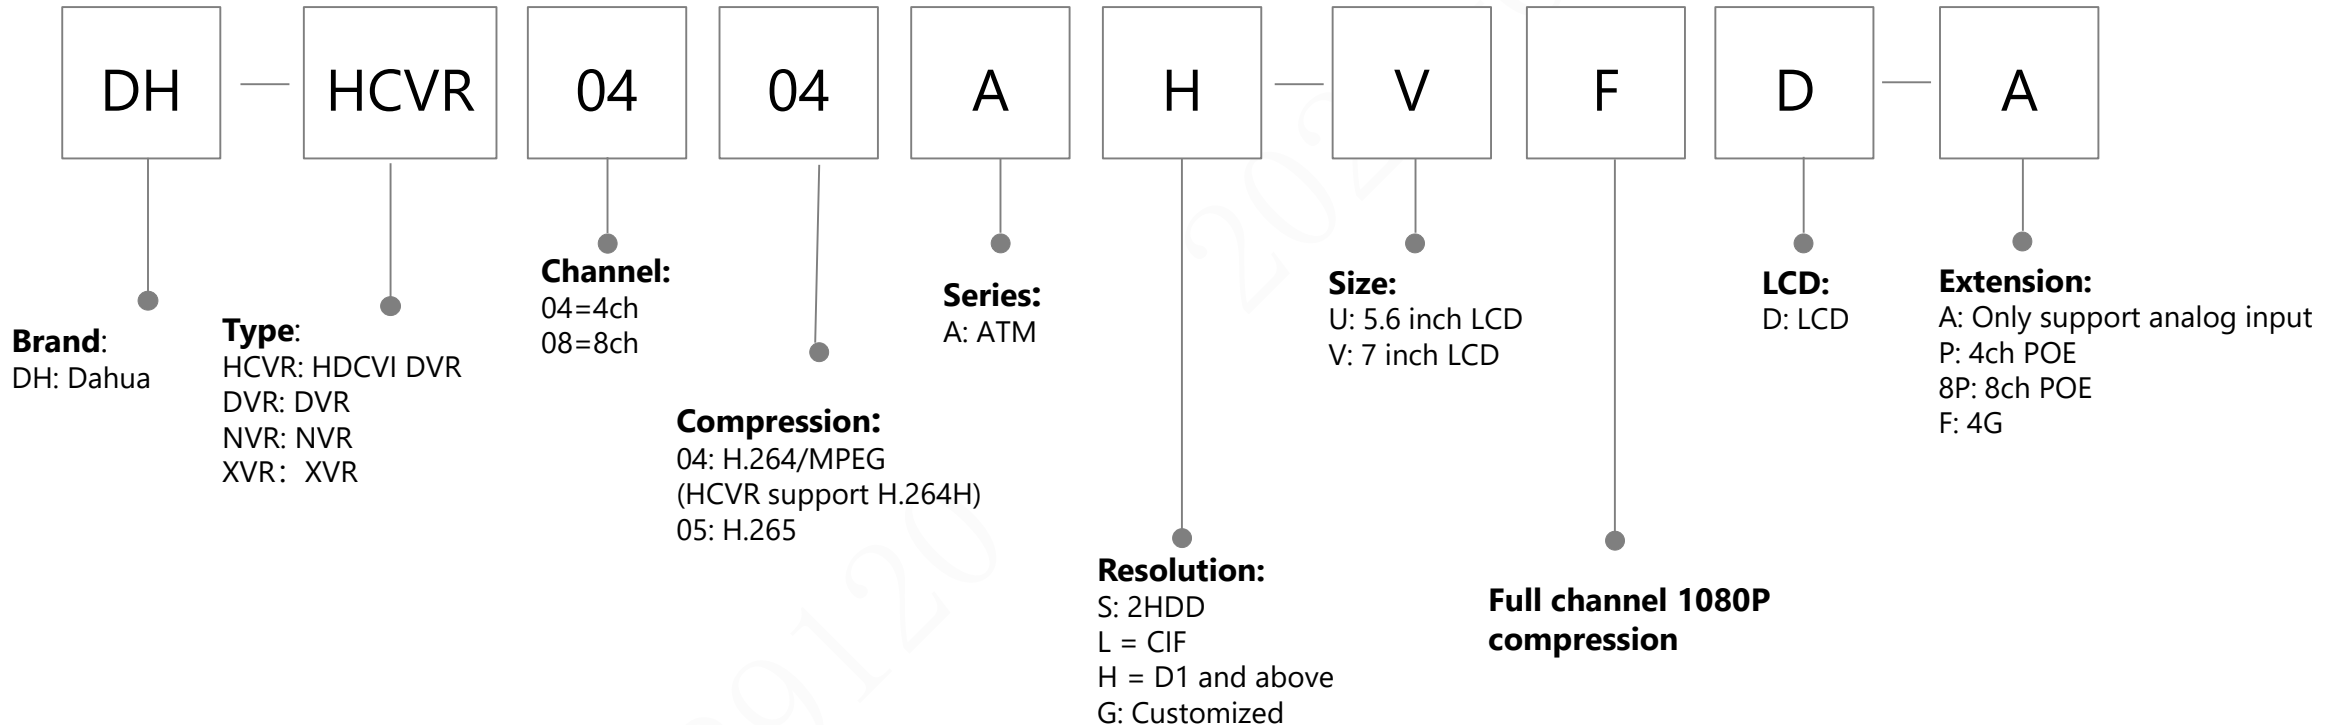 DH — HCVR 04 04 A H — V F D — A
Brand:
DH: Dahua
Type:
HCVR: HDCVI DVR
DVR: DVR
NVR: NVR
XVR: XVR
Channel:
04=4ch
08=8ch
Compression:
04: H.264/MPEG
(HCVR support H.264H)
05: H.265
Series:
A: ATM
Resolution:
S: 2HDD
L = CIF
H = D1 and above
G: Customized
Size:
U: 5.6 inch LCD
V: 7 inch LCD
Full channel 1080P
compression
LCD:
D: LCD
Extension:
A: Only support analog input
P: 4ch POE
8P: 8ch POE
F: 4G